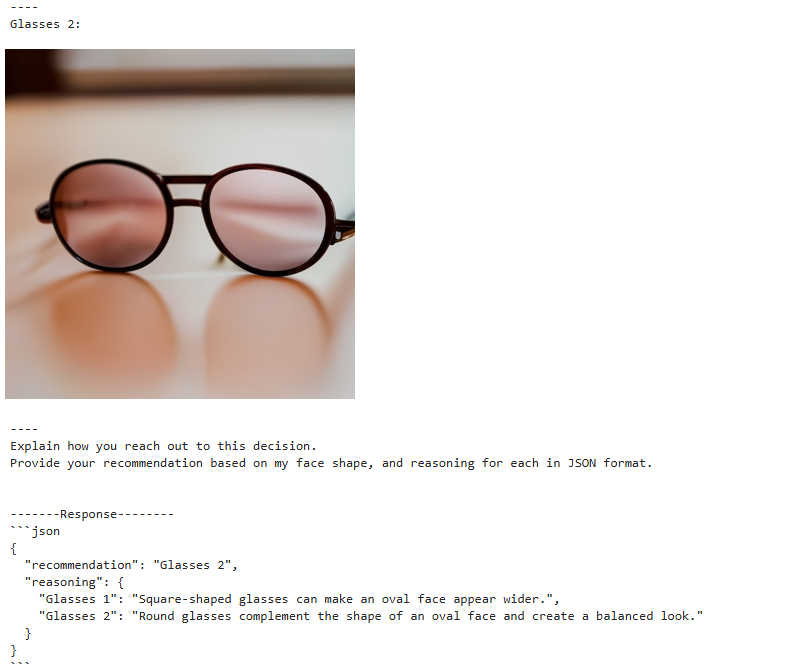 ----
Glasses 2:
----
Explain how you reach out to this decision.
Provide your recommendation based on my face shape, and reasoning for each in JSON format.
-------Response--------
```json
{
  "recommendation": "Glasses 2",
  "reasoning": {
    "Glasses 1": "Square-shaped glasses can make an oval face appear wider.",
    "Glasses 2": "Round glasses complement the shape of an oval face and create a balanced look."
  }
}
```